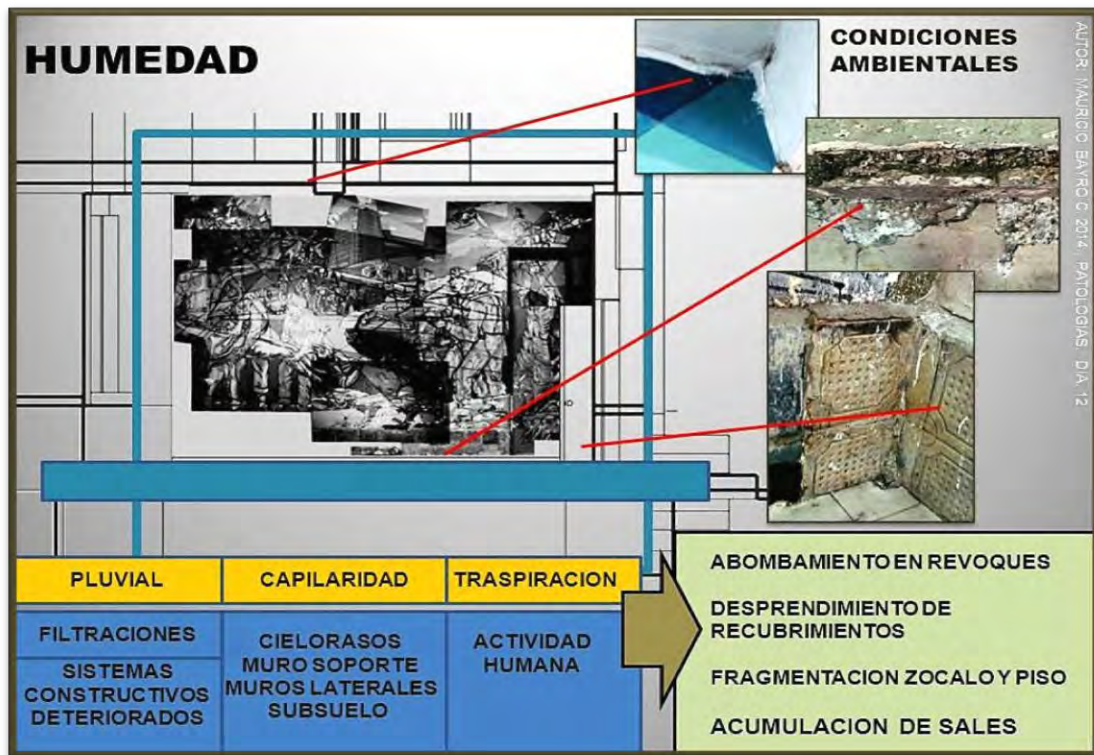 HUMEDAD
CONDICIONES
AMBIENTALES
AUTOR: MAURICIO BAYRO C. 2014 , PATOLOGIAS DIA. 12
PLUVIAL
CAPILARIDAD
TRASPIRACION
FILTRACIONES
SISTEMAS
CONSTRUCTIVOS
DETERIORADOS
CIELORASOS
MURO SOPORTE
MUROS LATERALES
SUBSUELO
ACTIVIDAD
HUMANA
ABOMBAMIENTO EN REVOQUES
DESPRENDIMIENTO DE
RECUBRIMIENTOS
FRAGMENTACION ZOCALO Y PISO
ACUMULACION DE SALES